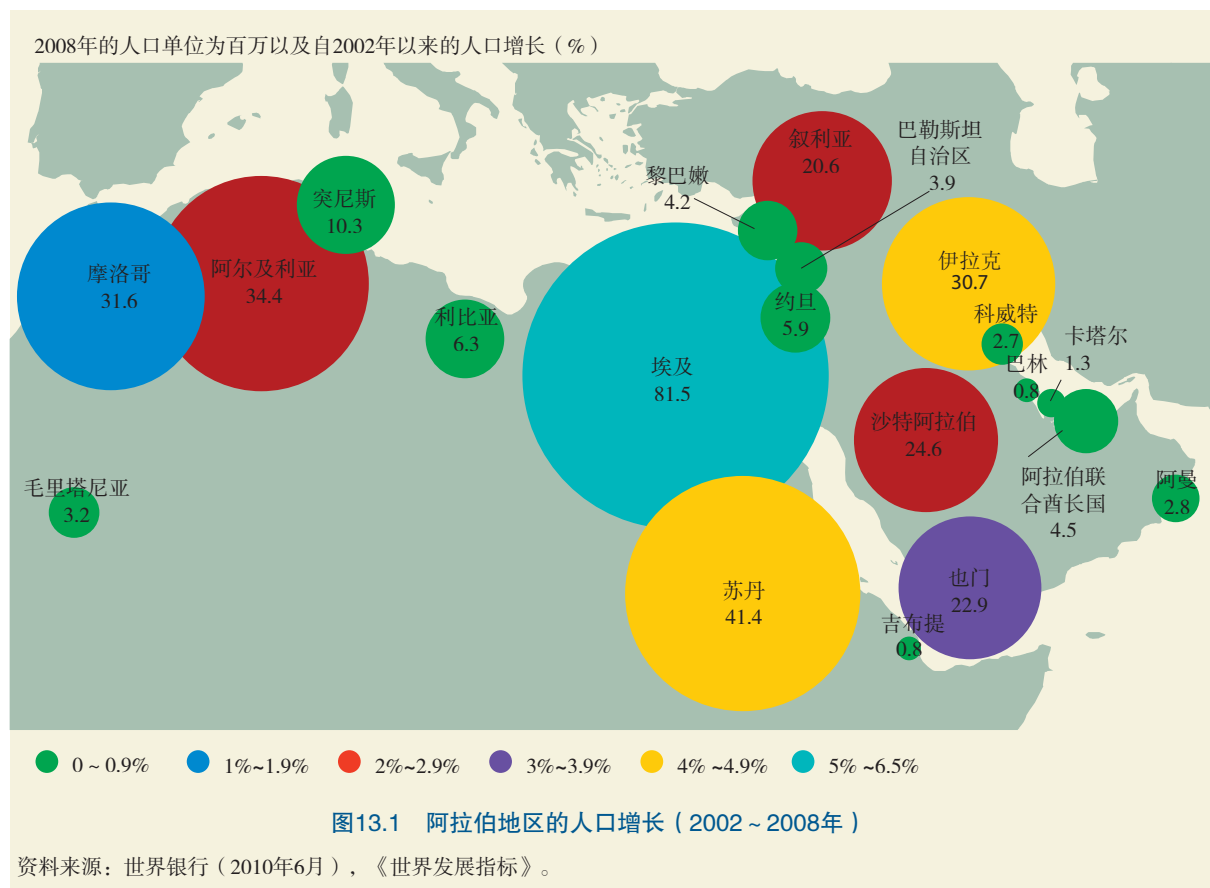 2008年的人口单位为百万以及自2002年以来的人口增长（%）
叙利亚
20.6
巴勒斯坦
自治区
3.9
黎巴嫩
4.2
突尼斯
10.3
摩洛哥
31.6
阿尔及利亚
34.4
伊拉克
30.7
利比亚
6.3
约旦
5.9
科威特
2.7
卡塔尔
1.3
巴林
0.8
埃及
81.5
沙特阿拉伯
24.6
阿拉伯联
合酋长国
4.5
阿曼
2.8
毛里塔尼亚
3.2
苏丹
41.4
也门
22.9
吉布提
0.8
0～0.9% 1%~1.9% 2%~2.9% 3%~3.9% 4% ~4.9% 5% ~6.5%
图13.1 阿拉伯地区的人口增长（2002～2008年）
资料来源：世界银行（2010年6月），《世界发展指标》。